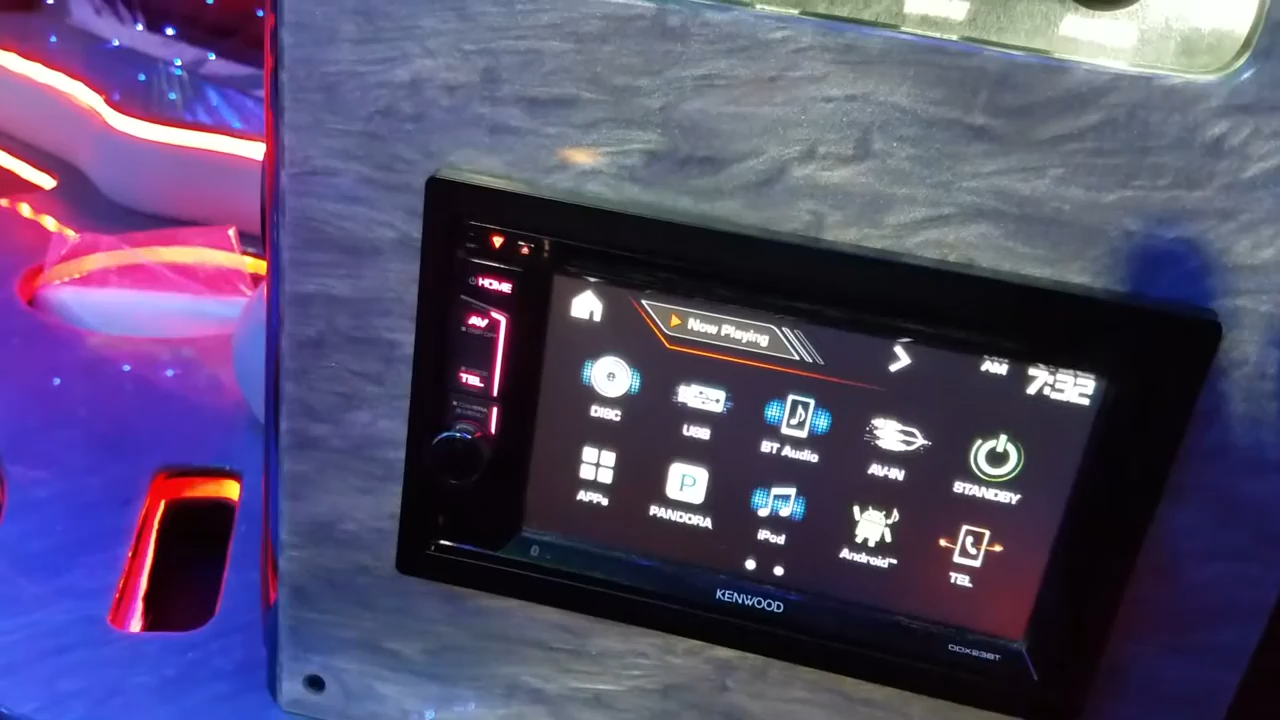 HOME
AV
TEL
Now Playing
AM 7:32
DISC
USB
BT Audio
AV-IN
STANDBY
APPs
P
PANDORA
iPod
Android™
TEL
KENWOOD
DDX23BT